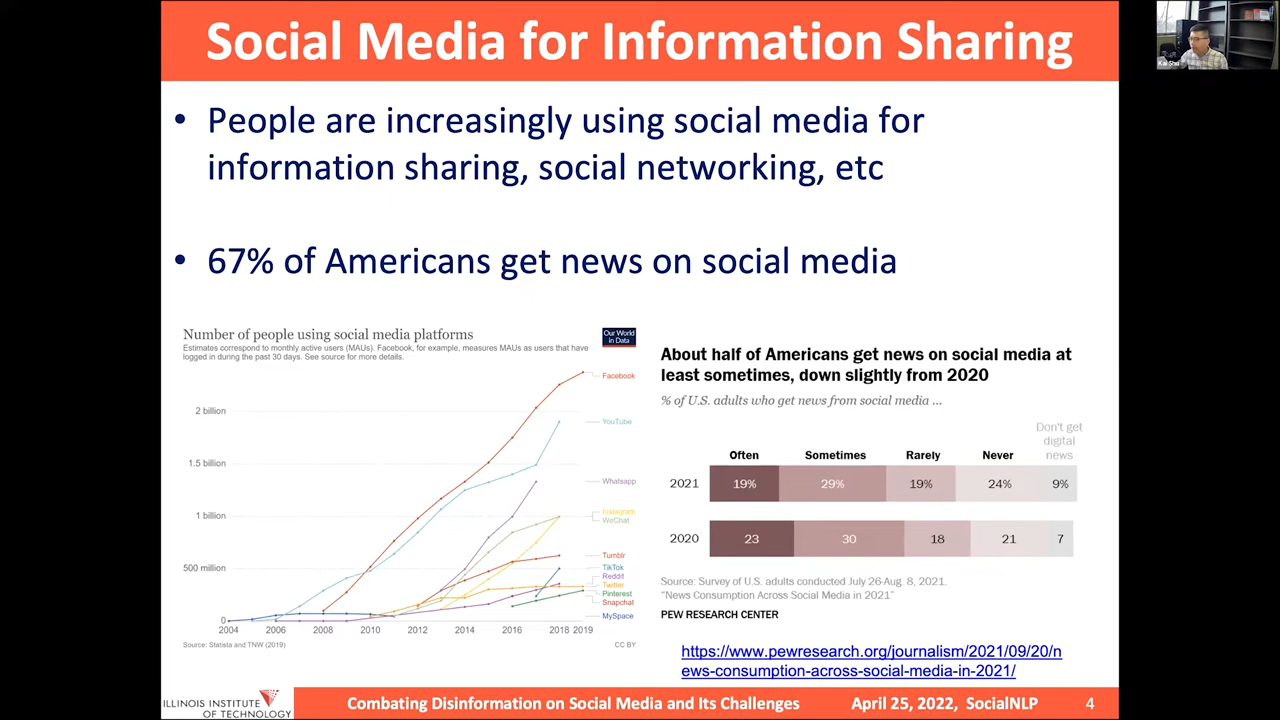 Social Media for Information Sharing
Kai Shu
• People are increasingly using social media for
information sharing, social networking, etc
• 67% of Americans get news on social media
Number of people using social media platforms
Estimates correspond to monthly active users (MAUs). Facebook, for example, measures MAUs as users that have
logged in during the past 30 days. See source for more details.
Our World
in Data
Facebook
2 billion
YouTube
1.5 billion
Whatsapp
1 billion
Instagram
WeChat
Tumblr
500 million
TikTok
Reddit
Twitter
Pinterest
Snapchat
MySpace
0
2004 2006 2008 2010 2012 2014 2016 2018 2019
Source: Statista and TNW (2019)
CC BY
About half of Americans get news on social media at
least sometimes, down slightly from 2020
% of U.S. adults who get news from social media ...
Don't get
digital
news
Often Sometimes Rarely Never
2021 19% 29% 19% 24% 9%
2020 23 30 18 21 7
Source: Survey of U.S. adults conducted July 26-Aug. 8, 2021.
"News Consumption Across Social Media in 2021"
PEW RESEARCH CENTER
https://www.pewresearch.org/journalism/2021/09/20/n
ews-consumption-across-social-media-in-2021/
ILLINOIS INSTITUTE
OF TECHNOLOGY
Combating Disinformation on Social Media and Its Challenges
April 25, 2022, SocialNLP
4